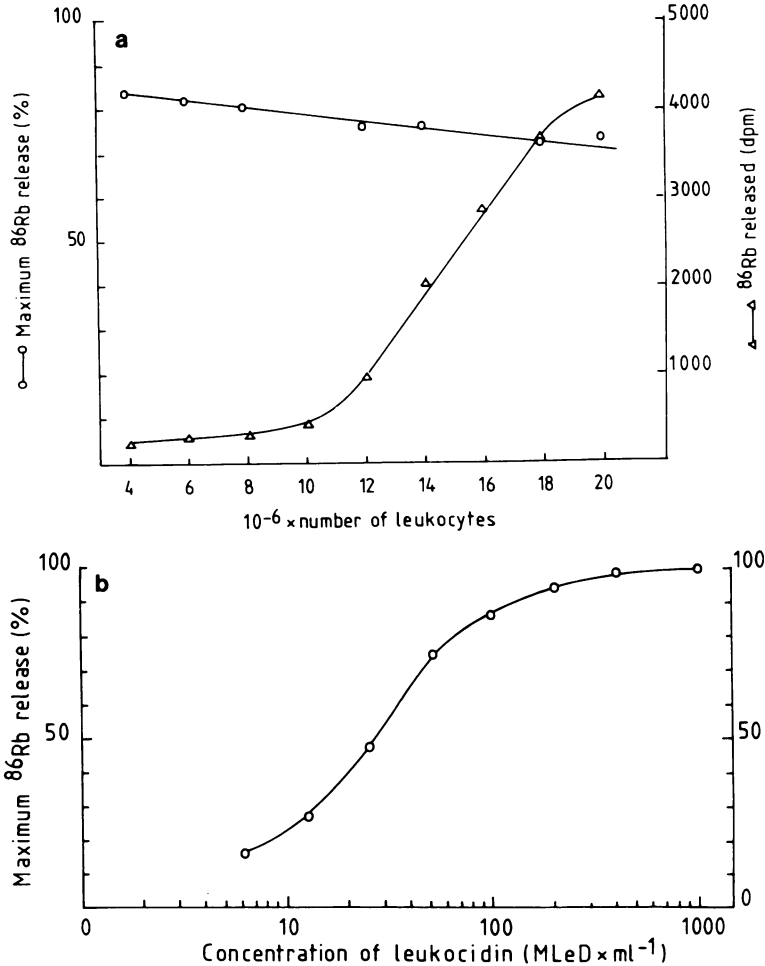 a
100
50
o—o Maximum ⁸⁶Rb release (%)
5000
4000
3000
2000
1000
△—△ ⁸⁶Rb released (dpm)
4 6 8 10 12 14 16 18 20
10⁻⁶ × number of leukocytes
b
100
50
Maximum ⁸⁶Rb release (%)
100
50
0
0 10 100 1000
Concentration of leukocidin (MLeD × ml⁻¹)